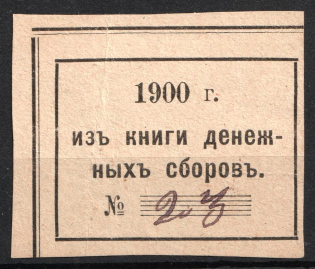 1900 г.
изъ книги денеж-
ныхъ сборовъ.
№